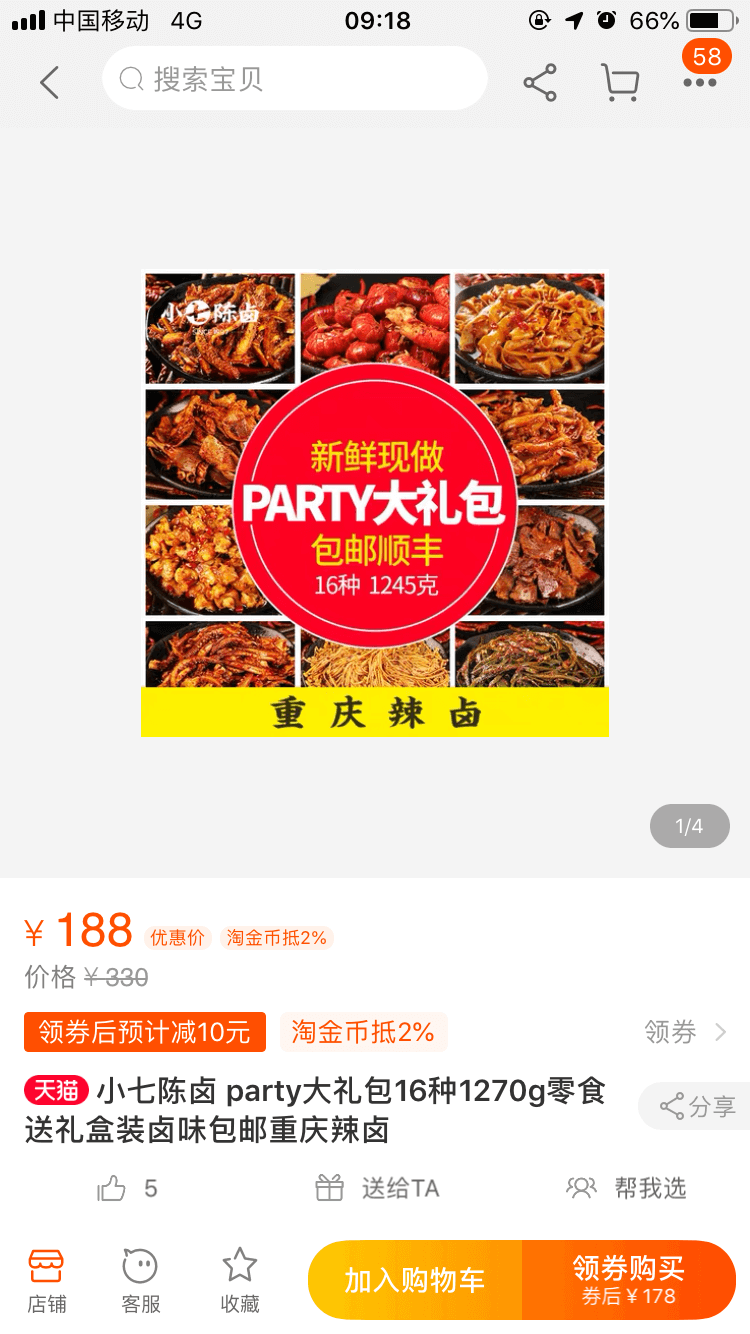 中国移动 4G 09:18 66%
58
搜索宝贝
小七陈卤
新鲜现做
PARTY大礼包
包邮顺丰
16种 1245克
重庆辣卤
1/4
¥ 188 优惠价 淘金币抵2%
价格 ¥ 330
领券后预计减10元 淘金币抵2% 领券
天猫 小七陈卤 party大礼包16种1270g零食
送礼盒装卤味包邮重庆辣卤
分享
5 送给TA 帮我选
店铺 客服 收藏
加入购物车
领券购买
券后 ¥ 178